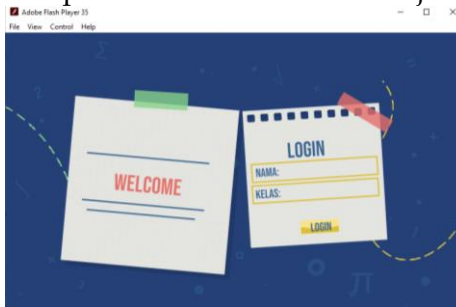 Adobe Flash Player 35
File View Control Help
WELCOME
LOGIN
NAMA:
KELAS:
LOGIN